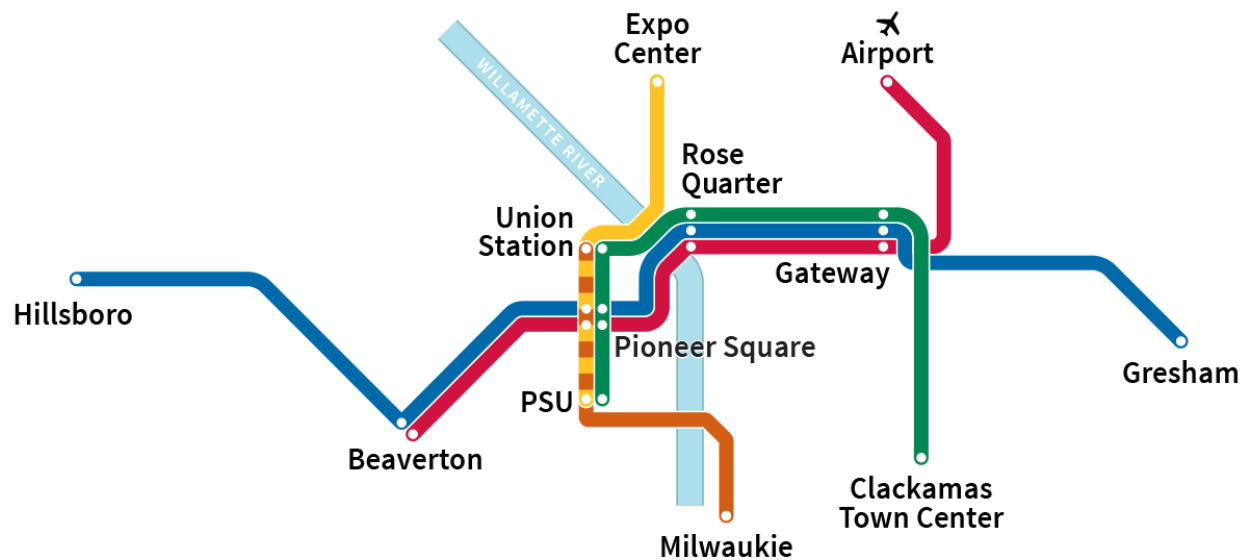 Expo
Center
Airport
WILLAMETTE RIVER
Rose
Quarter
Union
Station
Gateway
Hillsboro
Pioneer Square
Gresham
PSU
Beaverton
Clackamas
Town Center
Milwaukie